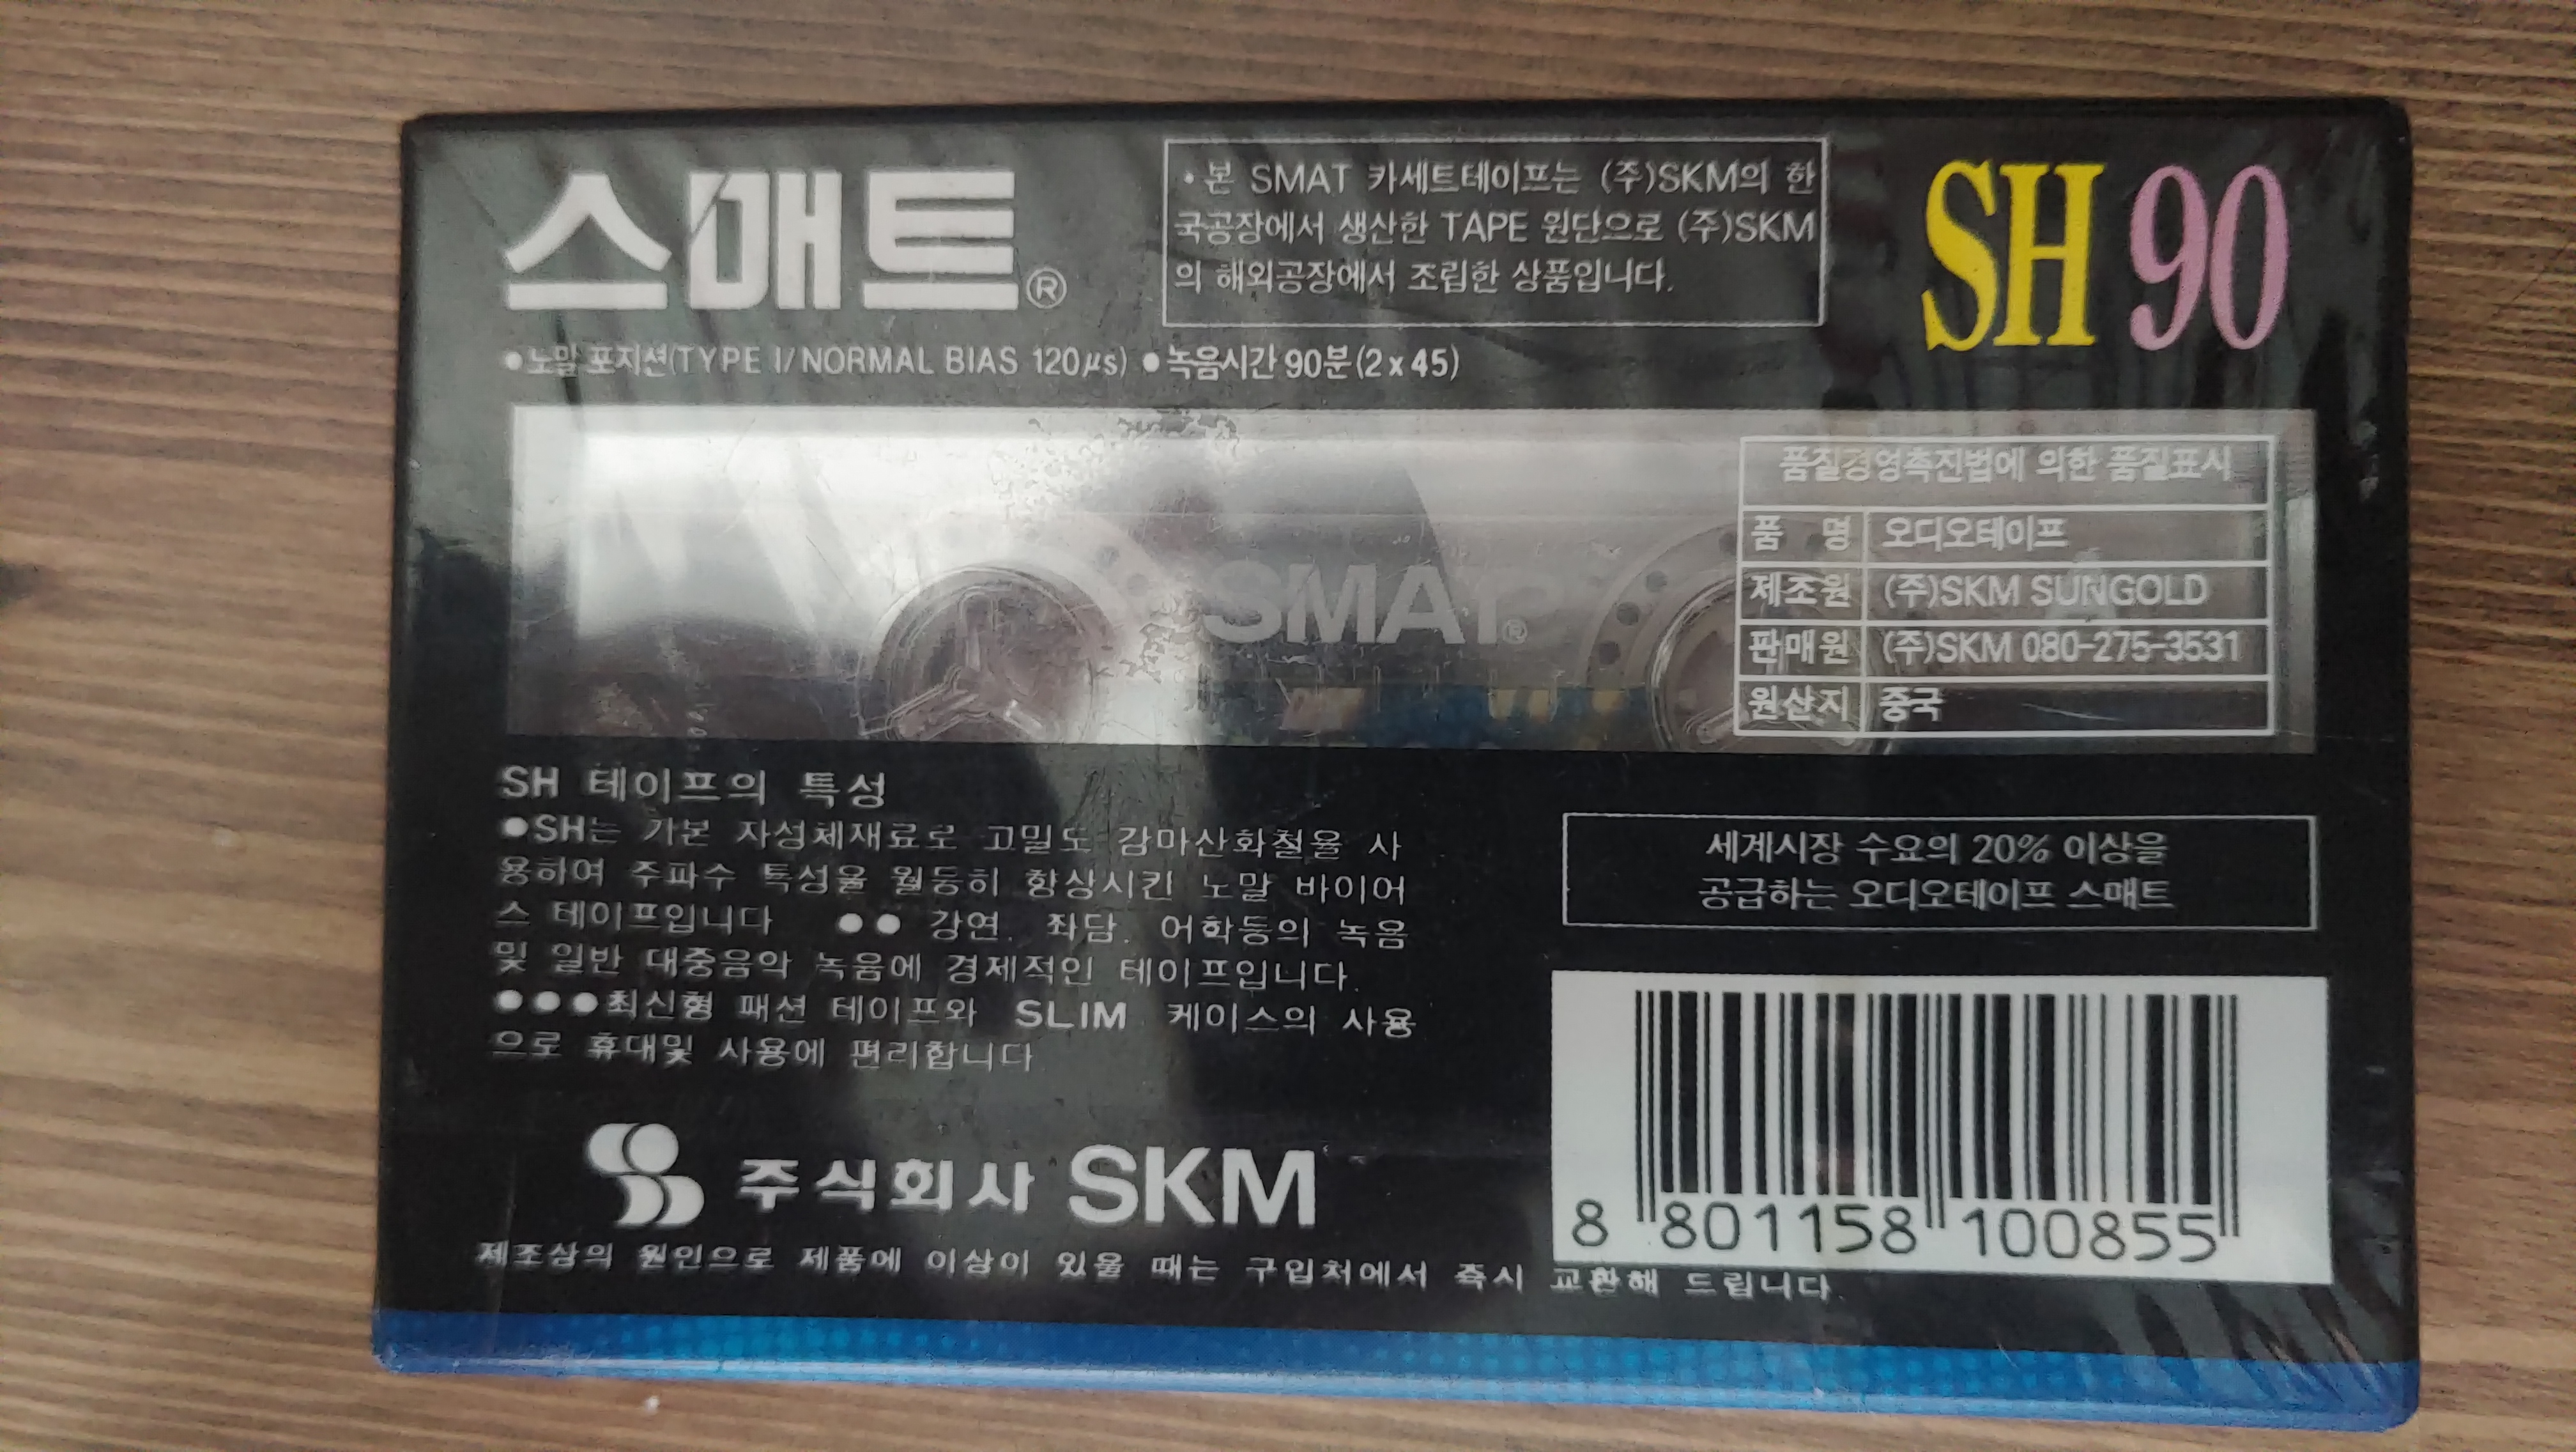 스매트®
· 본 SMAT 카세트테이프는 (주)SKM의 한
국공장에서 생산한 TAPE 원단으로 (주)SKM
의 해외공장에서 조립한 상품입니다.
SH 90
● 노말 포지션(TYPE I/NORMAL BIAS 120μs) ● 녹음시간 90분(2x45)
SMAT®
품질경영촉진법에 의한 품질표시
품 명 오디오테이프
제조원 (주)SKM SUNGOLD
판매원 (주)SKM 080-275-3531
원산지 중국
SH 테이프의 특성
●SH는 가본 자성체재료로 고밀도 감마산화철율 사
용하여 주파수 특성울 월등히 향상시킨 노말 바이어
스 테이프입니다 ●● 강연. 좌담. 어학등의 녹음
및 일반 대중음악 녹움에 경제적인 테이프입니다.
●●●최신형 패션 테이프와 SLIM 케이스의 사용
으로 휴대및 사용에 편리합니다
세계시장 수요의 20% 이상을
공급하는 오디오테이프 스매트
주식회사 SKM
8 801158 100855
제조상의 원인으로 제품에 이상이 있울 때는 구입처에서 즉시 교환해 드립니다.